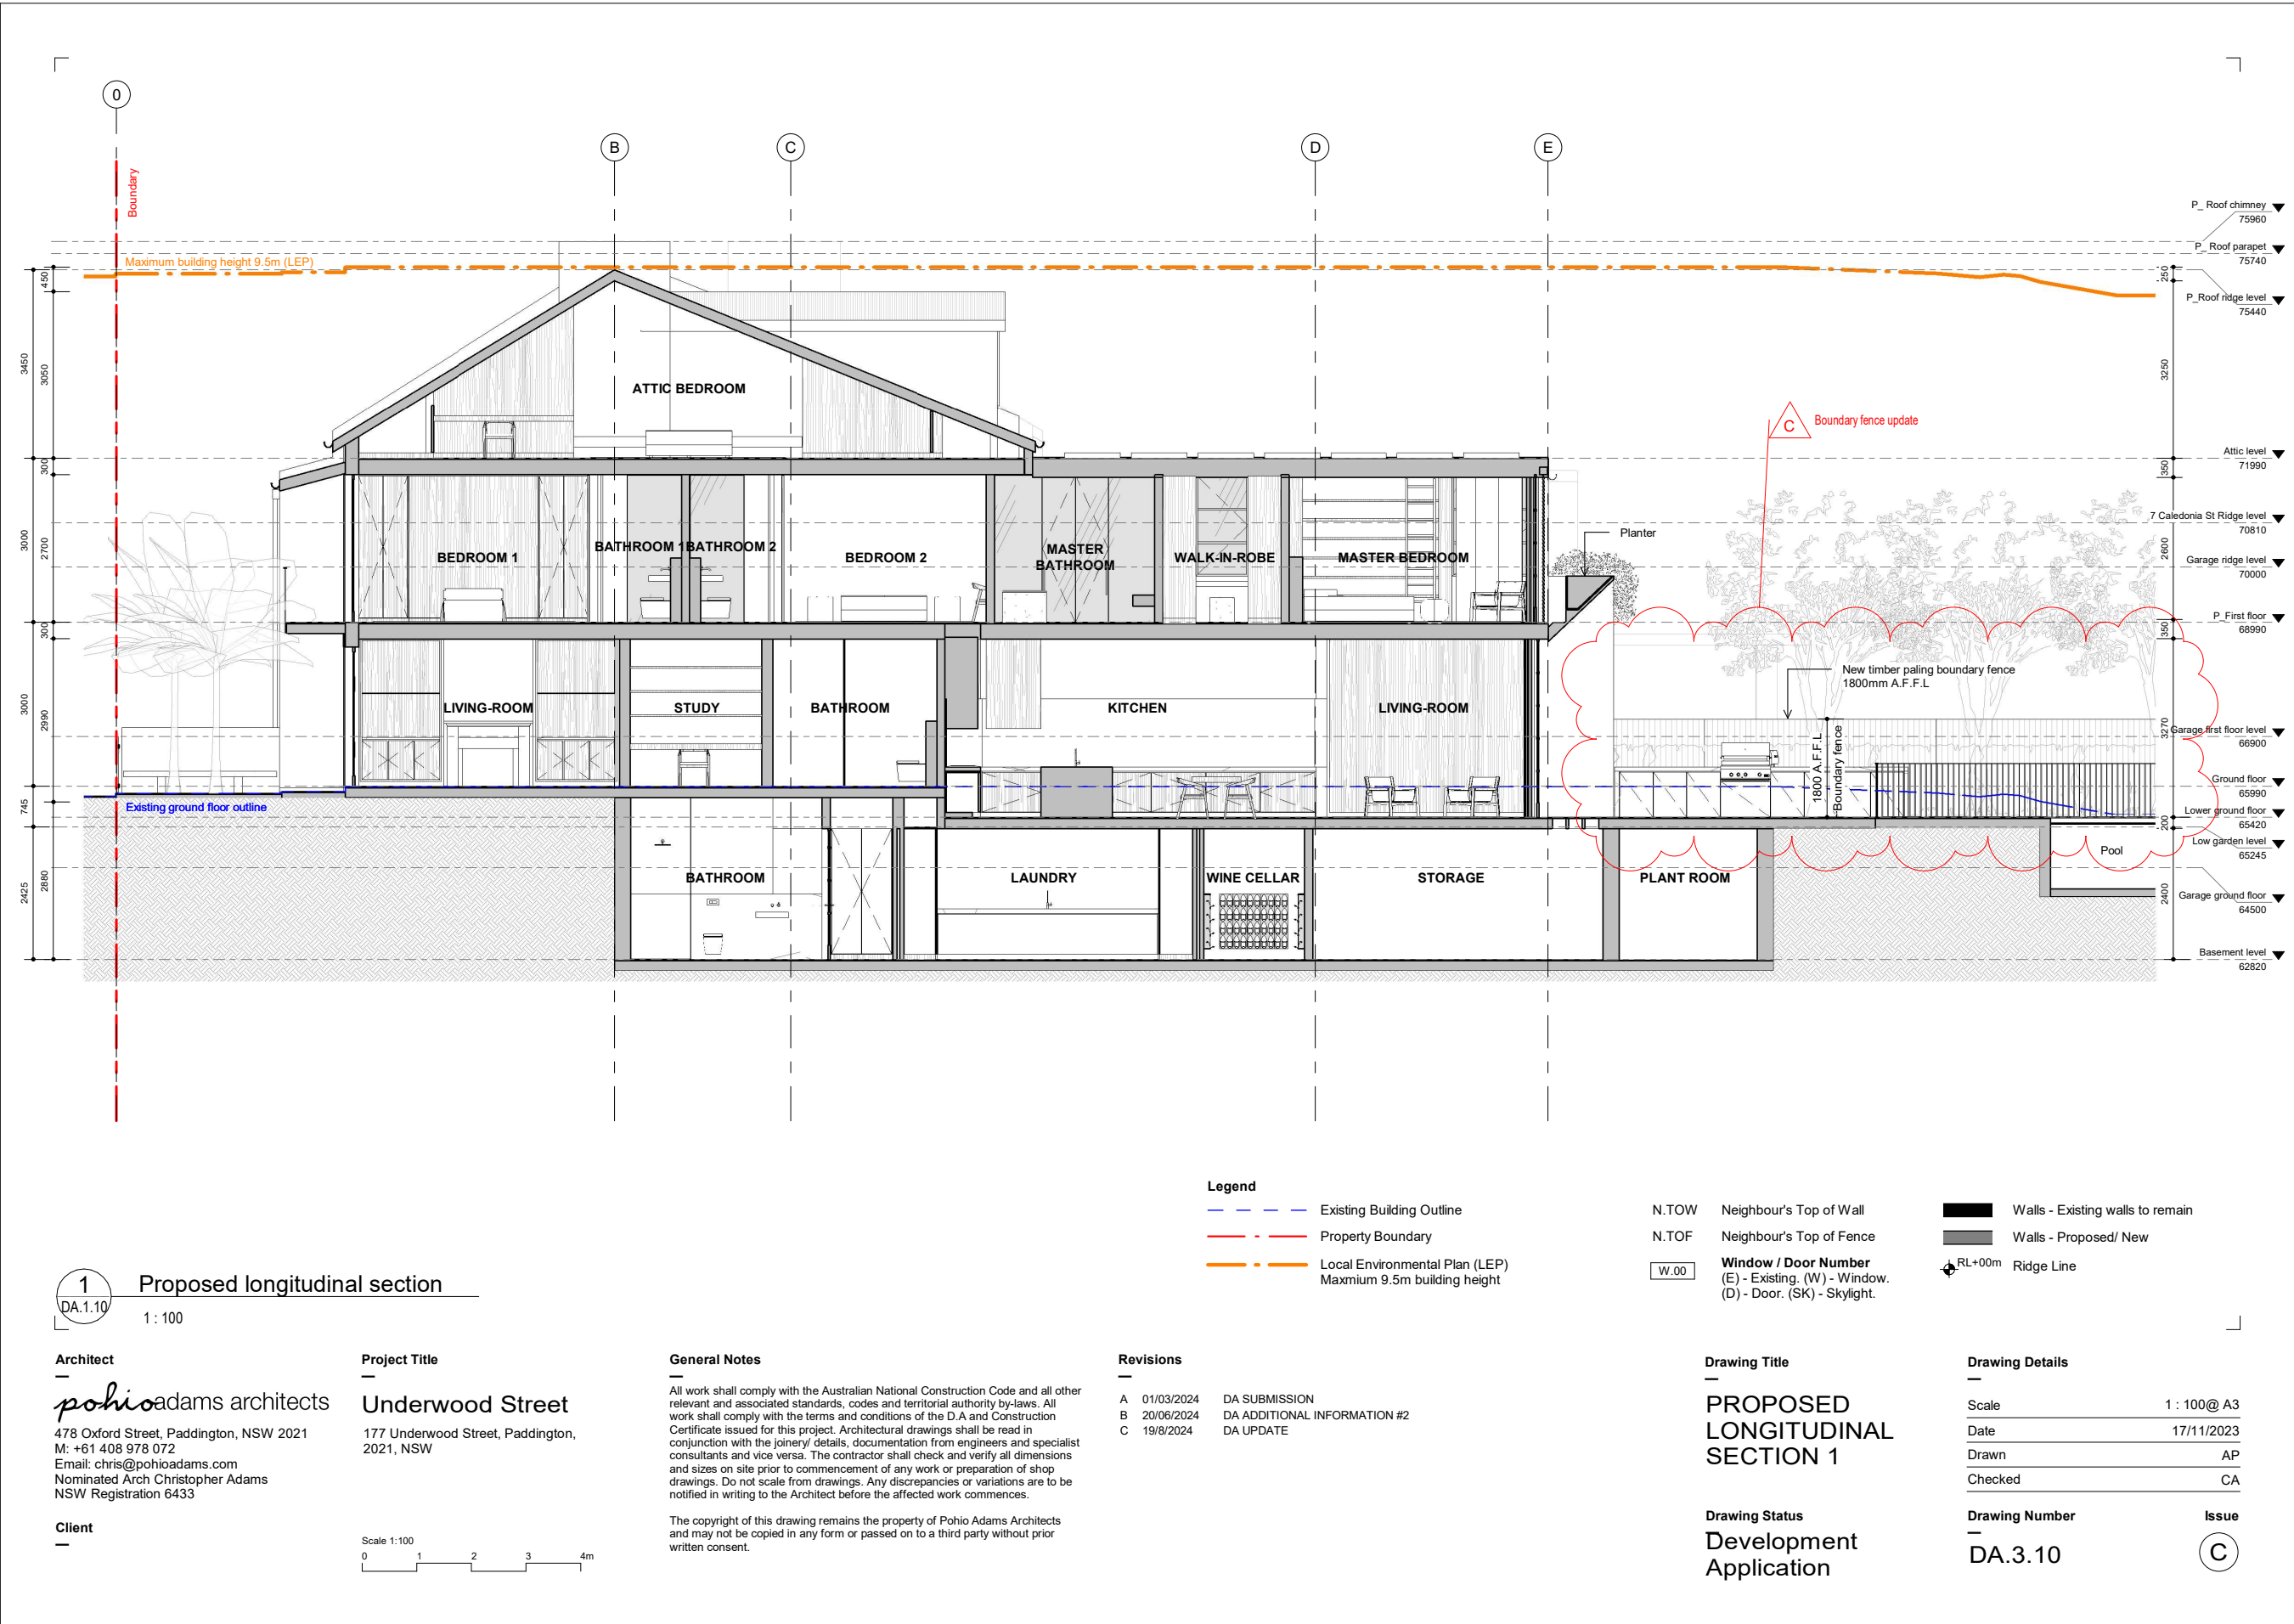 0
B
C
D
E
Boundary
P_ Roof chimney
75960
P_ Roof parapet
75740
P_Roof ridge level
75440
Maximum building height 9.5m (LEP)
450
250
3450
3050
3250
ATTIC BEDROOM
C
Boundary fence update
Attic level
71990
300
350
3000
2700
2600
7 Caledonia St Ridge level
70810
Garage ridge level
70000
Planter
BEDROOM 1
BATHROOM 1
BATHROOM 2
BEDROOM 2
MASTER
BATHROOM
WALK-IN-ROBE
MASTER BEDROOM
P_First floor
68990
300
350
New timber paling boundary fence
1800mm A.F.F.L
3000
2990
3270
LIVING-ROOM
STUDY
BATHROOM
KITCHEN
LIVING-ROOM
Garage first floor level
66900
1800 A.F.F.L
Boundary fence
Ground floor
65990
Existing ground floor outline
745
Lower ground floor
65420
200
Low garden level
65245
Pool
2425
2880
2400
BATHROOM
LAUNDRY
WINE CELLAR
STORAGE
PLANT ROOM
Garage ground floor
64500
Basement level
62820
Legend
Existing Building Outline
Property Boundary
Local Environmental Plan (LEP)
Maxmium 9.5m building height
N.TOW Neighbour's Top of Wall
N.TOF Neighbour's Top of Fence
W.00
Window / Door Number
(E) - Existing. (W) - Window.
(D) - Door. (SK) - Skylight.
Walls - Existing walls to remain
Walls - Proposed/ New
RL+00m Ridge Line
1
DA.1.10
Proposed longitudinal section
1 : 100
Architect
pohioadams architects
478 Oxford Street, Paddington, NSW 2021
M: +61 408 978 072
Email: chris@pohioadams.com
Nominated Arch Christopher Adams
NSW Registration 6433
Client
Project Title
Underwood Street
177 Underwood Street, Paddington,
2021, NSW
Scale 1:100
0 1 2 3 4m
General Notes
All work shall comply with the Australian National Construction Code and all other
relevant and associated standards, codes and territorial authority by-laws. All
work shall comply with the terms and conditions of the D.A and Construction
Certificate issued for this project. Architectural drawings shall be read in
conjunction with the joinery/ details, documentation from engineers and specialist
consultants and vice versa. The contractor shall check and verify all dimensions
and sizes on site prior to commencement of any work or preparation of shop
drawings. Do not scale from drawings. Any discrepancies or variations are to be
notified in writing to the Architect before the affected work commences.
The copyright of this drawing remains the property of Pohio Adams Architects
and may not be copied in any form or passed on to a third party without prior
written consent.
Revisions
A 01/03/2024 DA SUBMISSION
B 20/06/2024 DA ADDITIONAL INFORMATION #2
C 19/8/2024 DA UPDATE
Drawing Title
PROPOSED
LONGITUDINAL
SECTION 1
Drawing Status
Development
Application
Drawing Details
Scale 1 : 100@ A3
Date 17/11/2023
Drawn AP
Checked CA
Drawing Number
DA.3.10
Issue
C